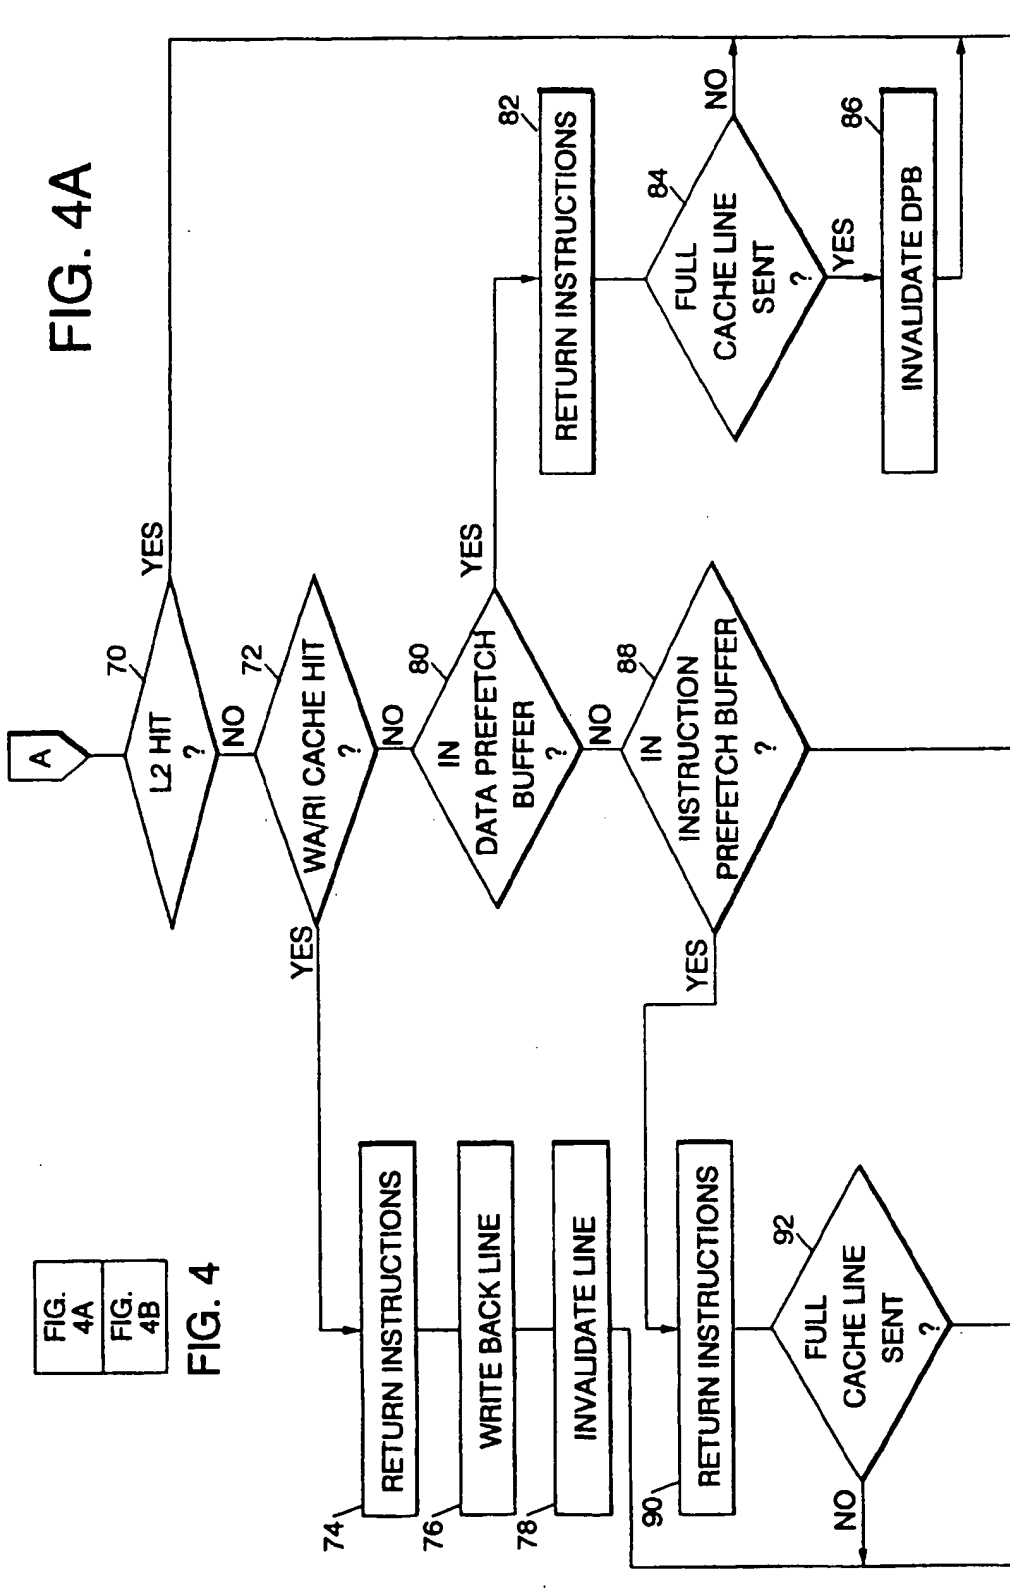 FIG. 4A
FIG.
4A
FIG.
4B
FIG. 4
A
L2 HIT
?
70
YES
NO
WA/RI CACHE HIT
?
72
YES
NO
74
RETURN INSTRUCTIONS
76
WRITE BACK LINE
78
INVALIDATE LINE
IN
DATA PREFETCH
BUFFER
?
80
YES
NO
82
RETURN INSTRUCTIONS
FULL
CACHE LINE
SENT
?
84
NO
YES
86
INVALIDATE DPB
IN
INSTRUCTION
PREFETCH BUFFER
?
88
YES
90
RETURN INSTRUCTIONS
FULL
CACHE LINE
SENT
?
92
NO